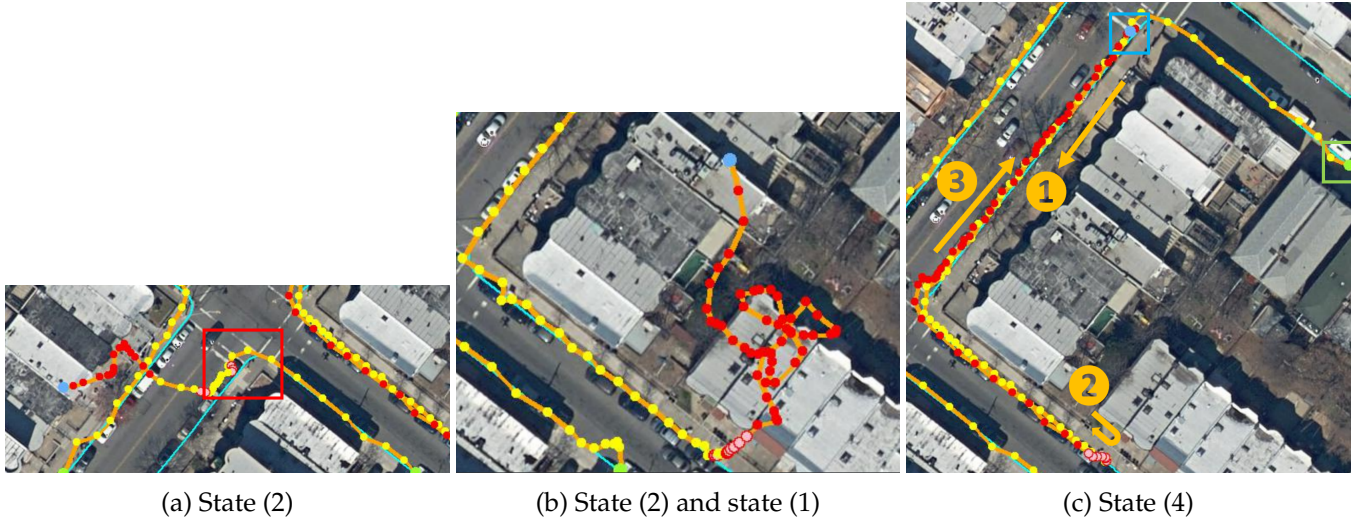 3
1
2
(a) State (2)
(b) State (2) and state (1)
(c) State (4)